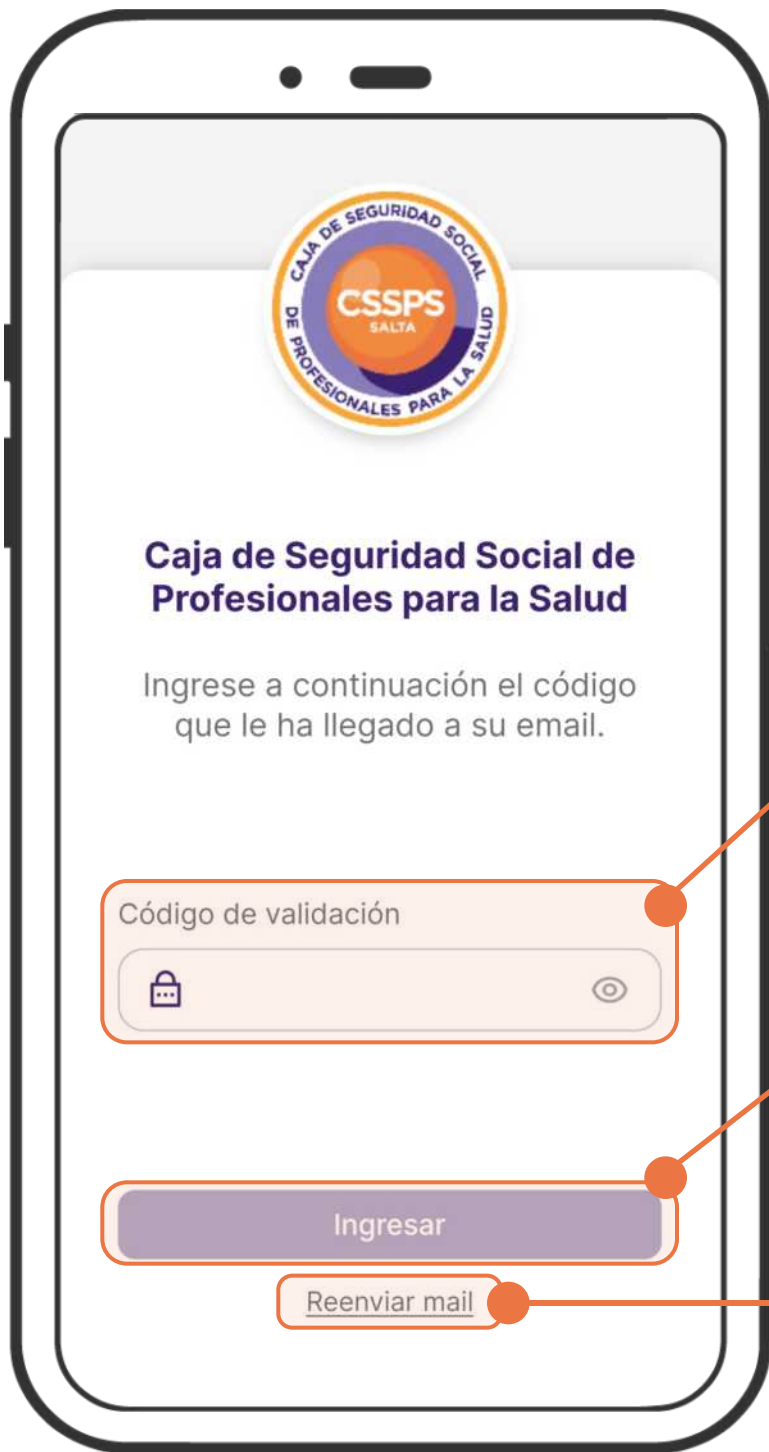 CAJA DE SEGURIDAD SOCIAL
DE PROFESIONALES PARA LA SALUD
CSSPS
SALTA
Caja de Seguridad Social de
Profesionales para la Salud
Ingrese a continuación el código
que le ha llegado a su email.
Código de validación
Ingresar
Reenviar mail